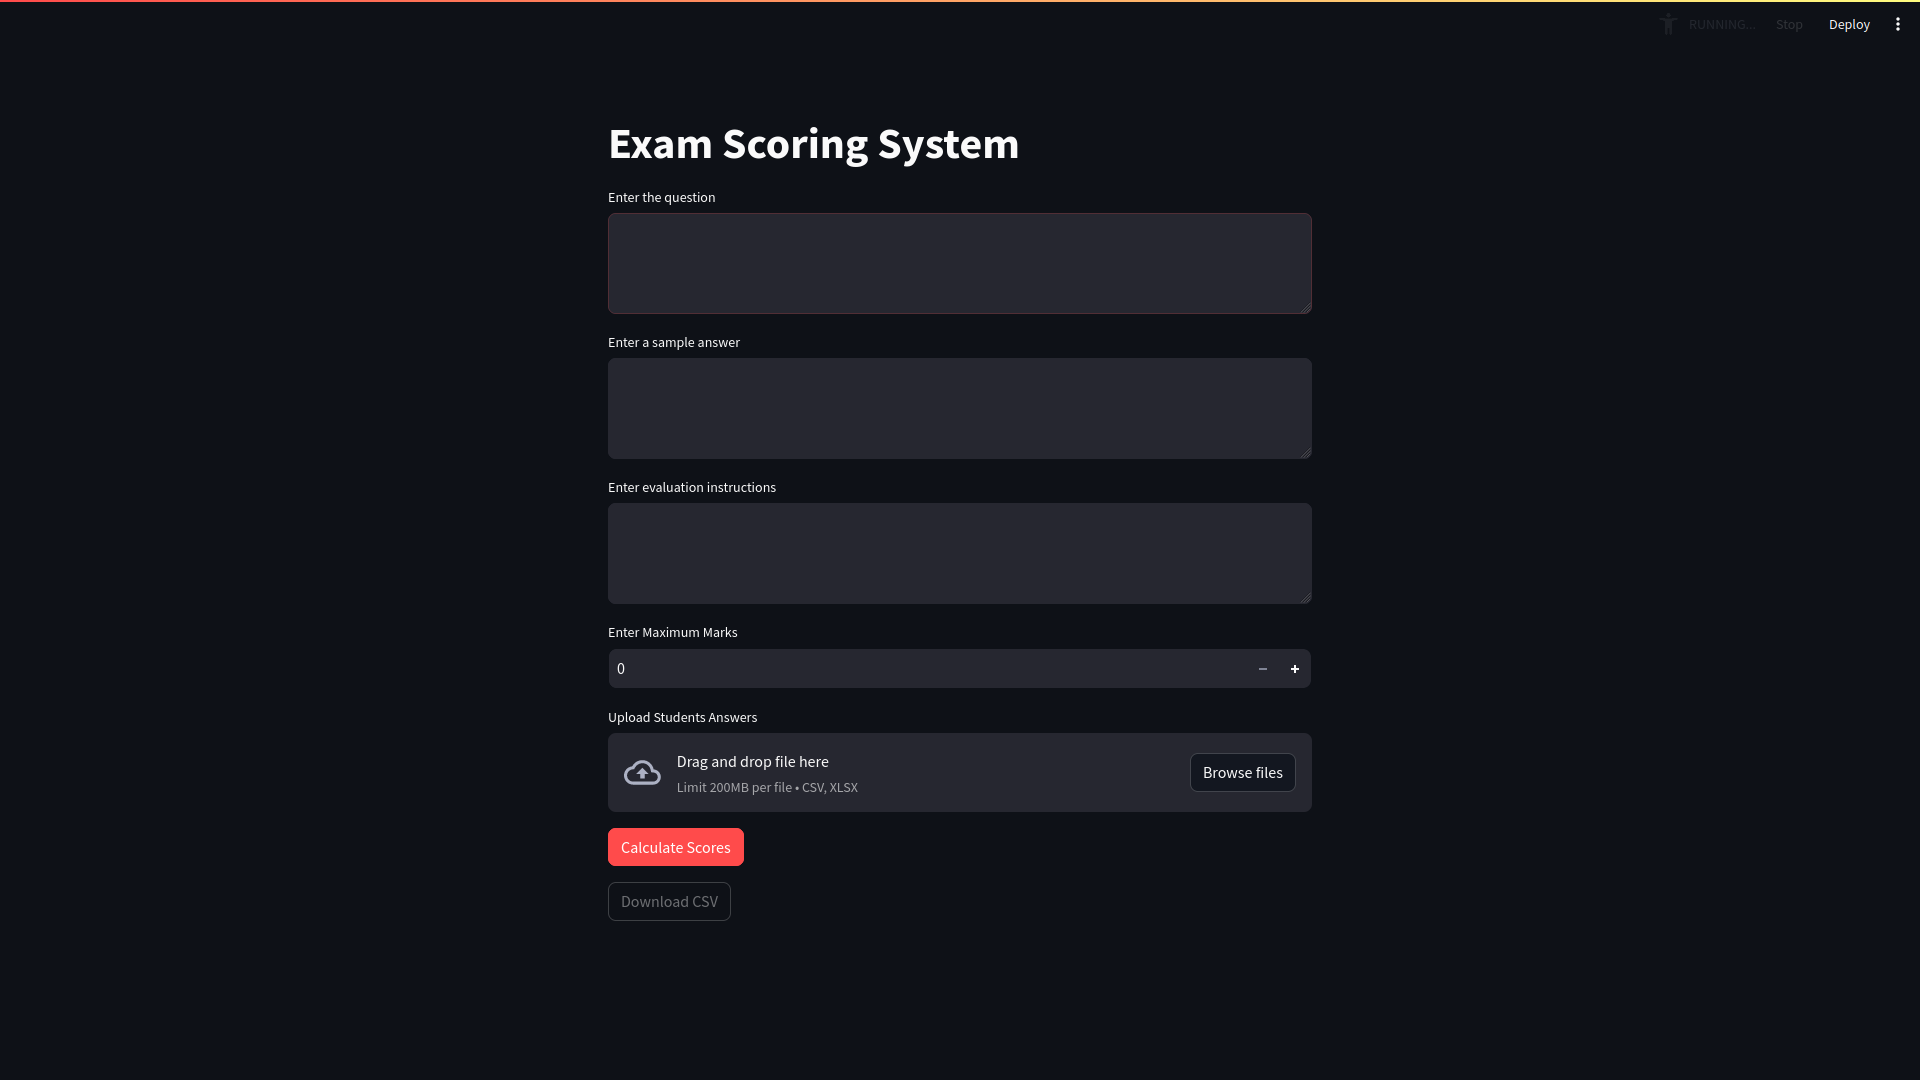 RUNNING... Stop Deploy
Exam Scoring System
Enter the question
Enter a sample answer
Enter evaluation instructions
Enter Maximum Marks
0
Upload Students Answers
Drag and drop file here
Limit 200MB per file • CSV, XLSX
Browse files
Calculate Scores
Download CSV